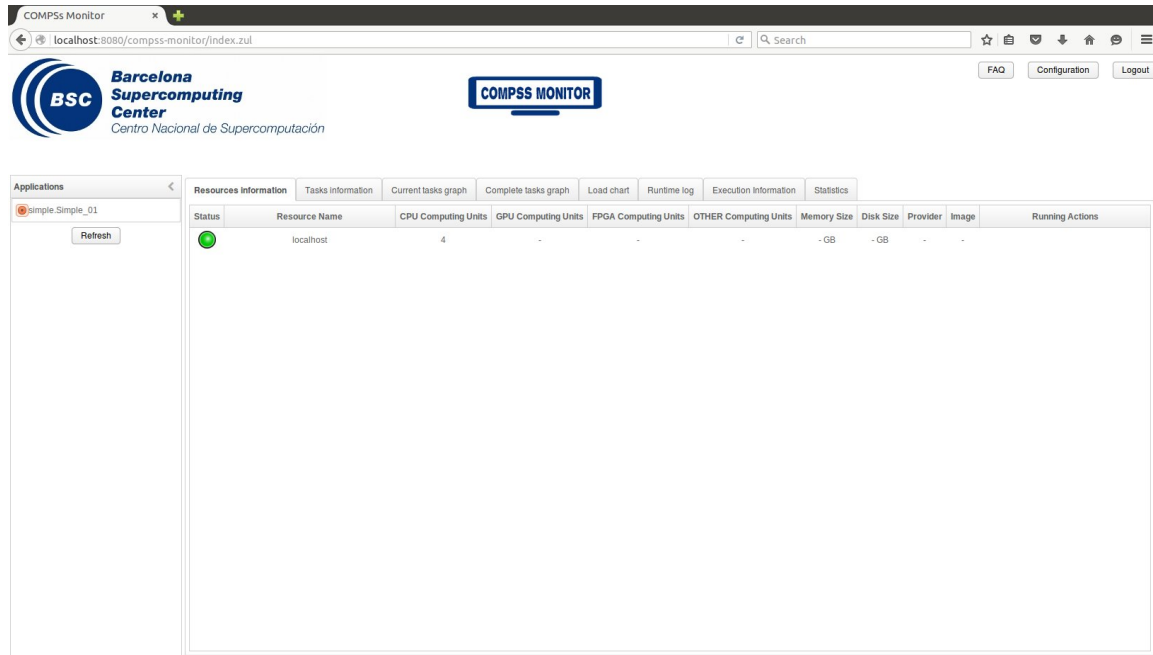 COMPSs Monitor
localhost:8080/compss-monitor/index.zul
Search
BSC
Barcelona
Supercomputing
Center
Centro Nacional de Supercomputación
COMPSS MONITOR
FAQ Configuration Logout
Applications
simple.Simple_01
Refresh
Resources information Tasks information Current tasks graph Complete tasks graph Load chart Runtime log Execution Information Statistics
Status Resource Name CPU Computing Units GPU Computing Units FPGA Computing Units OTHER Computing Units Memory Size Disk Size Provider Image Running Actions
localhost 4 - - - - GB - GB - -